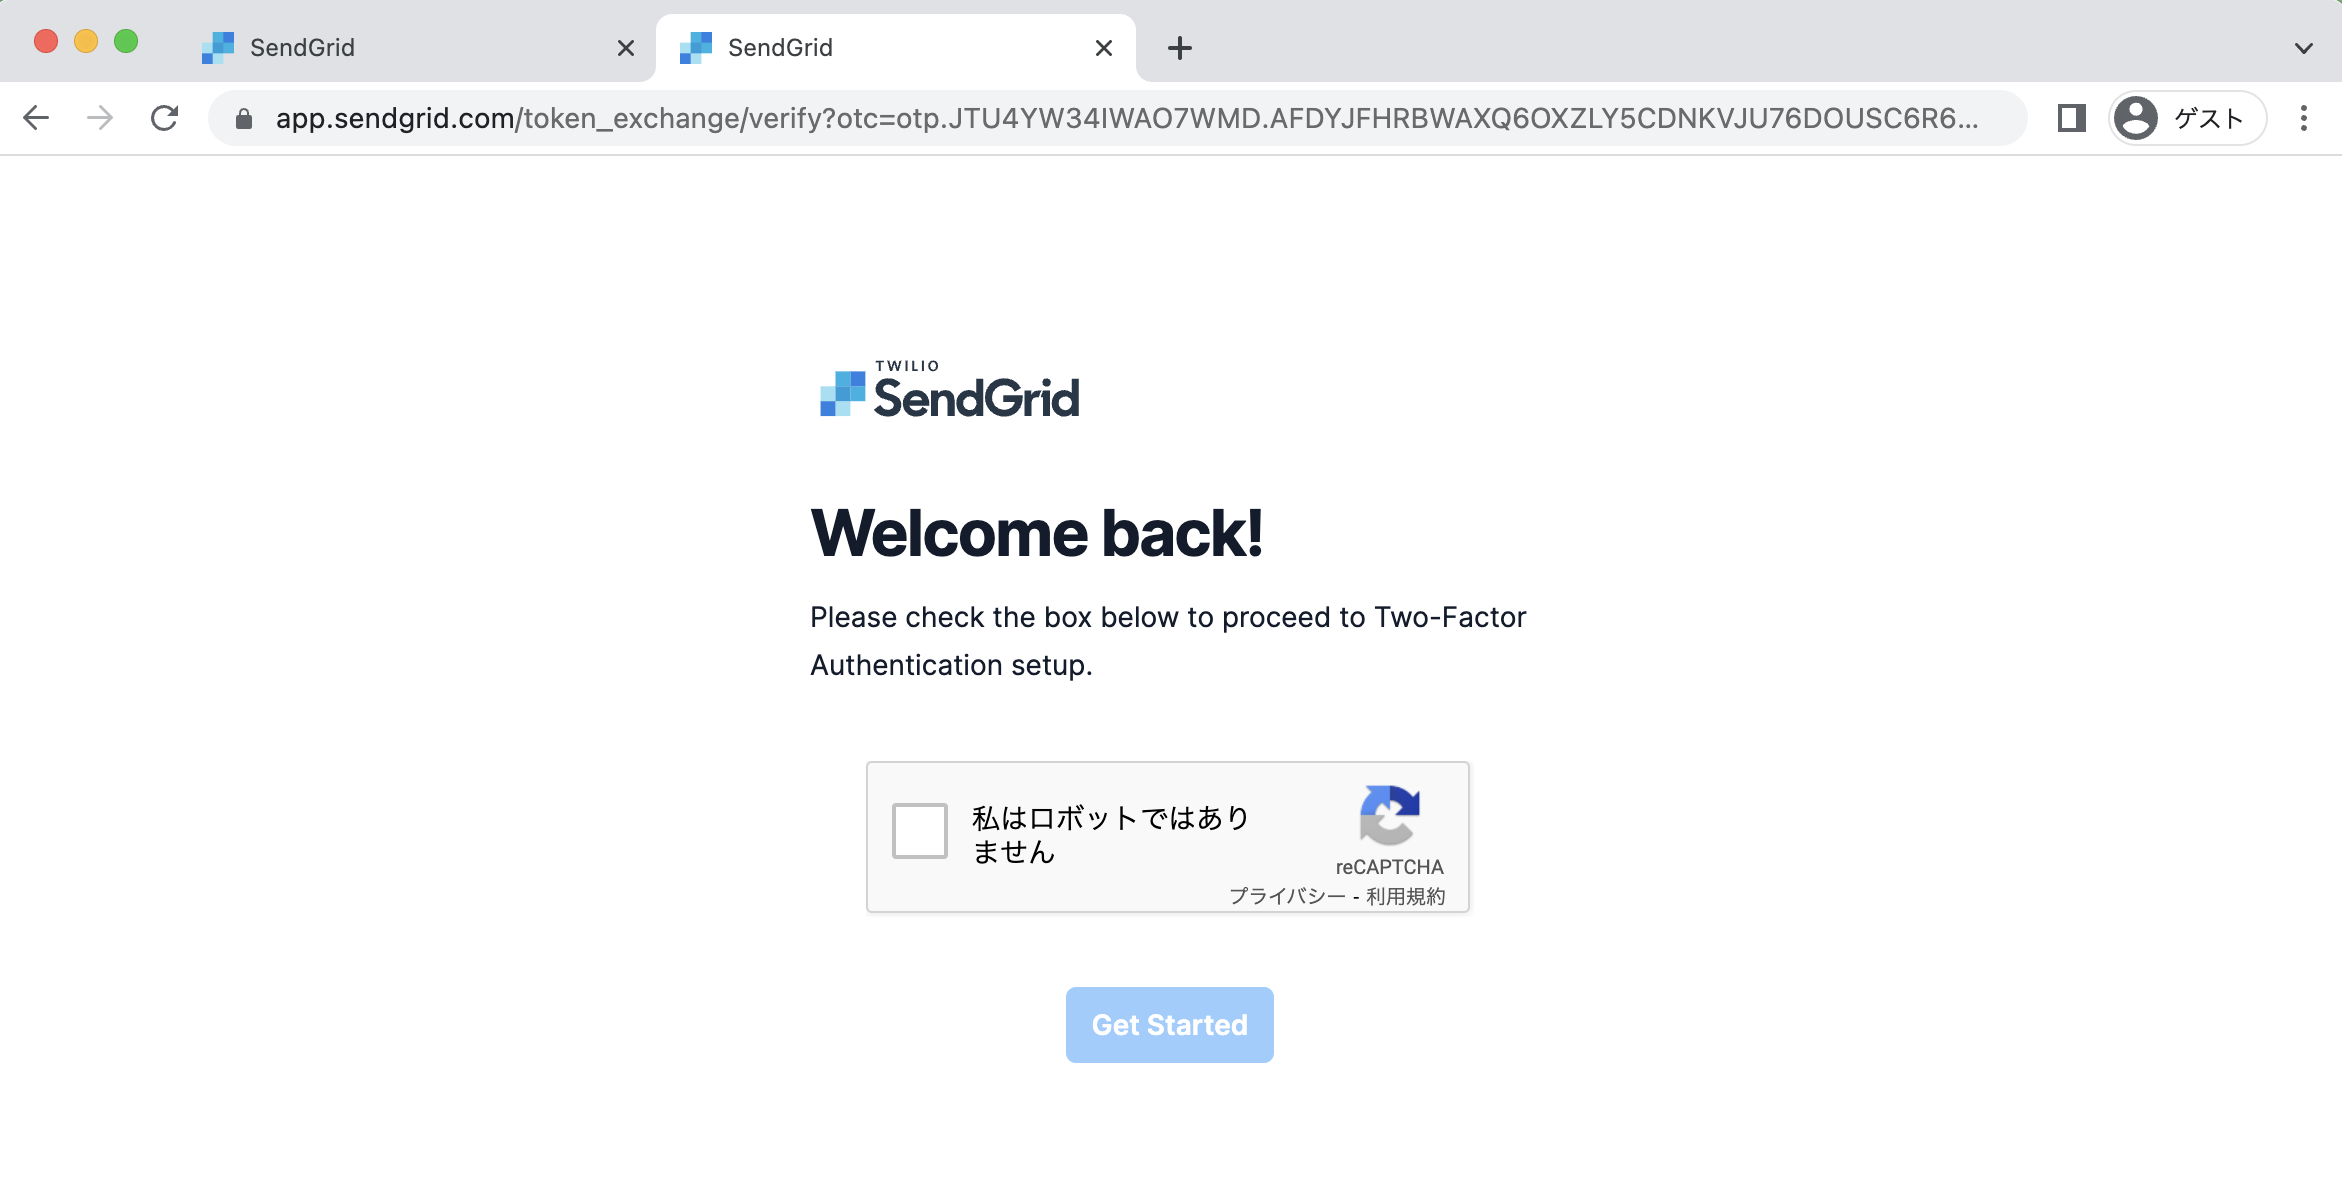 SendGrid
SendGrid
app.sendgrid.com/token_exchange/verify?otc=otp.JTU4YW34IWAO7WMD.AFDYJFHRBWAXQ6OXZLY5CDNKVJU76DOUSC6R6...
ゲスト
TWILIO
SendGrid
Welcome back!
Please check the box below to proceed to Two-Factor
Authentication setup.
私はロボットではあり
ません
reCAPTCHA
プライバシー - 利用規約
Get Started